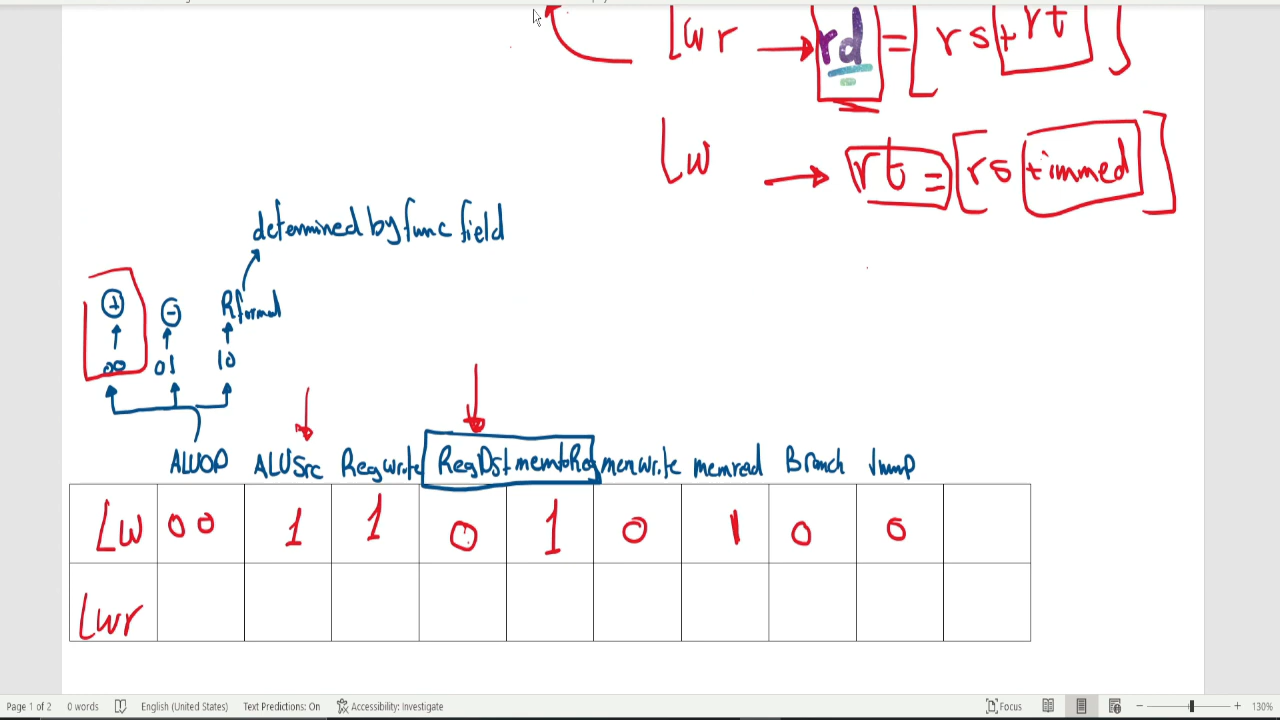 Lwr → rd = [rs + rt]
Lw → rt = [rs + immed]
determined by func field
+ - Rformat
00 01 10
ALUOP ALUSrc RegWrite RegDst memtoReg memWrite memread Branch Jump
Lw 00 1 1 0 1 0 1 0 0
Lwr
Page 1 of 2 0 words English (United States) Text Predictions: On Accessibility: Investigate Focus 130%